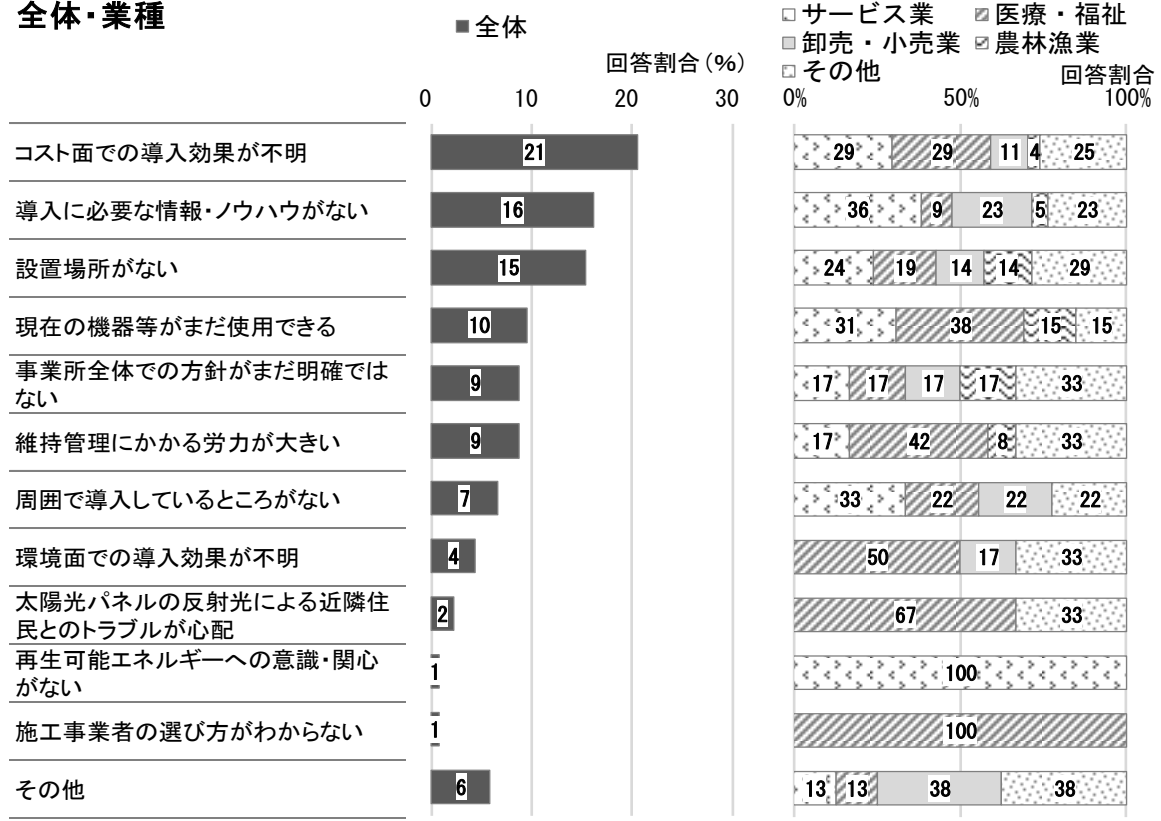 全体・業種
■全体
回答割合(%)
0 10 20 30
サービス業 医療・福祉
卸売・小売業 農林漁業
その他
回答割合
0% 50% 100%
コスト面での導入効果が不明 21 29 29 11 4 25
導入に必要な情報・ノウハウがない 16 36 9 23 5 23
設置場所がない 15 24 19 14 14 29
現在の機器等がまだ使用できる 10 31 38 15 15
事業所全体での方針がまだ明確では
ない 9 17 17 17 17 33
維持管理にかかる労力が大きい 9 17 42 8 33
周囲で導入しているところがない 7 33 22 22 22
環境面での導入効果が不明 4 50 17 33
太陽光パネルの反射光による近隣住
民とのトラブルが心配 2 67 33
再生可能エネルギーへの意識・関心
がない 1 100
施工事業者の選び方がわからない 1 100
その他 6 13 13 38 38